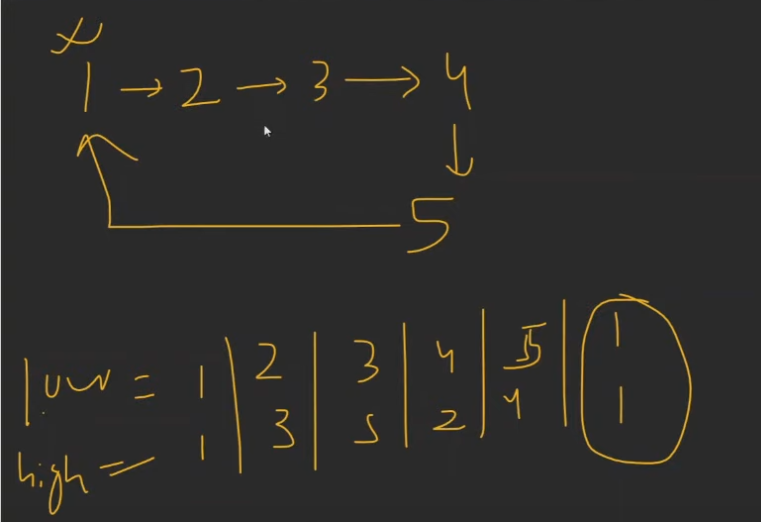 x
1 → 2 → 3 → 4
↓
5
low = 1 | 2 | 3 | 4 | 5 | 1
high = 1 | 3 | 5 | 2 | 4 | 1